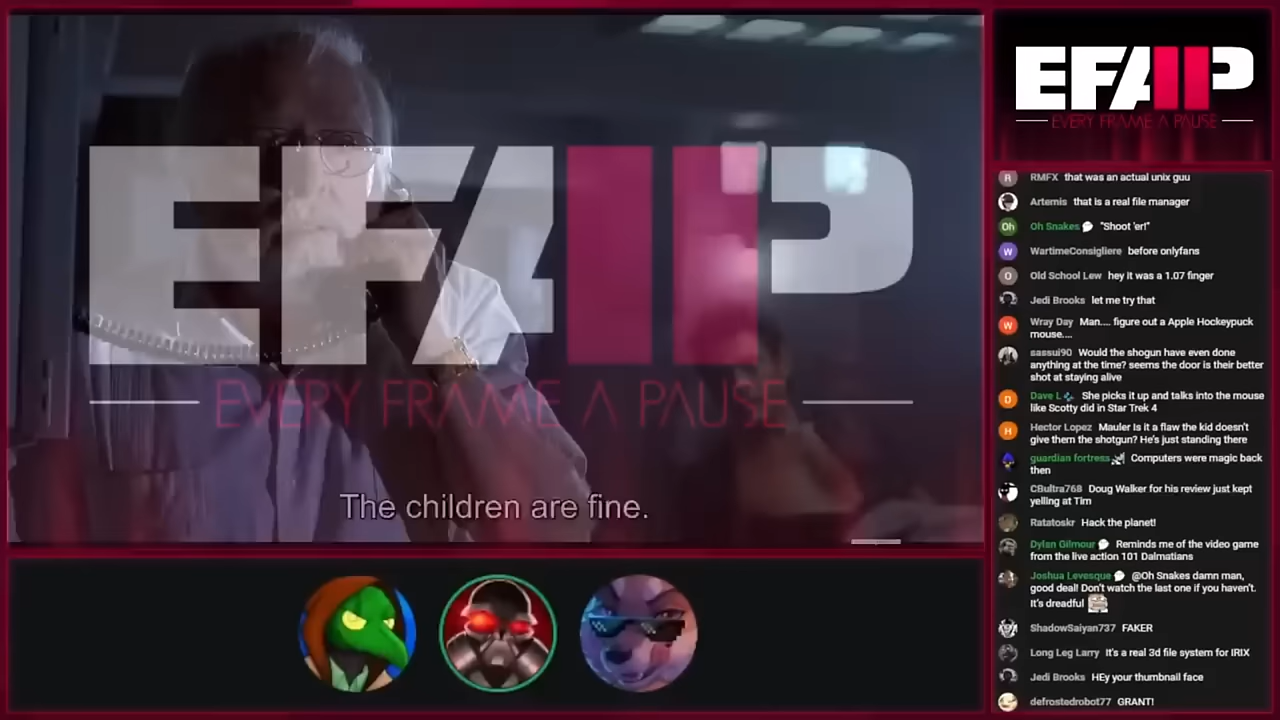 EFAP
EVERY FRAME A PAUSE
The children are fine.
EFAP
EVERY FRAME A PAUSE
R RMFX that was an actual unix guu
Artemis that is a real file manager
Oh Oh Snakes "Shoot 'er!"
W WartimeConsigliere before onlyfans
O Old School Lew hey it was a 1.07 finger
Jedi Brooks let me try that
W Wray Day Man.... figure out a Apple Hockeypuck
mouse....
sassui90 Would the shogun have even done
anything at the time? seems the door is their better
shot at staying alive
D Dave L She picks it up and talks into the mouse
like Scotty did in Star Trek 4
H Hector Lopez Mauler Is it a flaw the kid doesn't
give them the shotgun? He's just standing there
guardian fortress Computers were magic back
then
CBultra768 Doug Walker for his review just kept
yelling at Tim
Ratatoskr Hack the planet!
Dylan Gilmour Reminds me of the video game
from the live action 101 Dalmatians
Joshua Levesque @Oh Snakes damn man,
good deal! Don't watch the last one if you haven't.
It's dreadful
ShadowSaiyan737 FAKER
Long Leg Larry It's a real 3d file system for IRIX
Jedi Brooks HEy your thumbnail face
defrostedrobot77 GRANT!